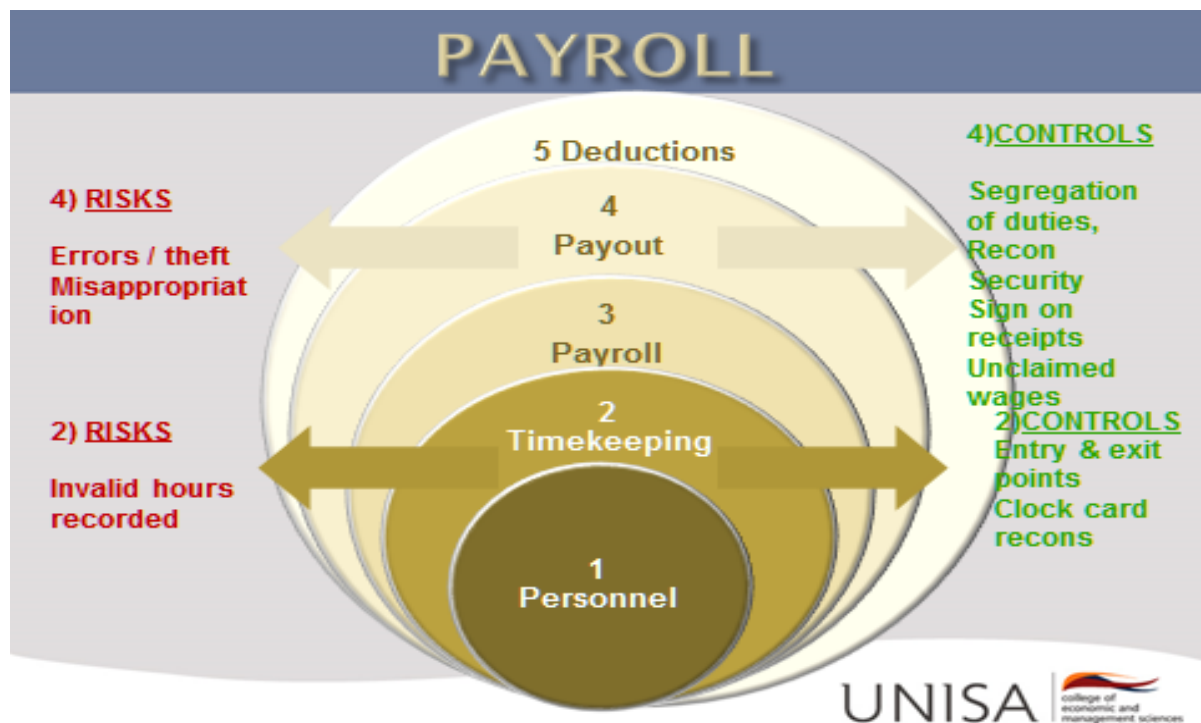 PAYROLL
5 Deductions
4
Payout
3
Payroll
2
Timekeeping
1
Personnel
4) RISKS
Errors / theft
Misappropriat
ion
2) RISKS
Invalid hours
recorded
4)CONTROLS
Segregation
of duties,
Recon
Security
Sign on
receipts
Unclaimed
wages
2)CONTROLS
Entry & exit
points
Clock card
recons
UNISA
college of
economic and
management sciences